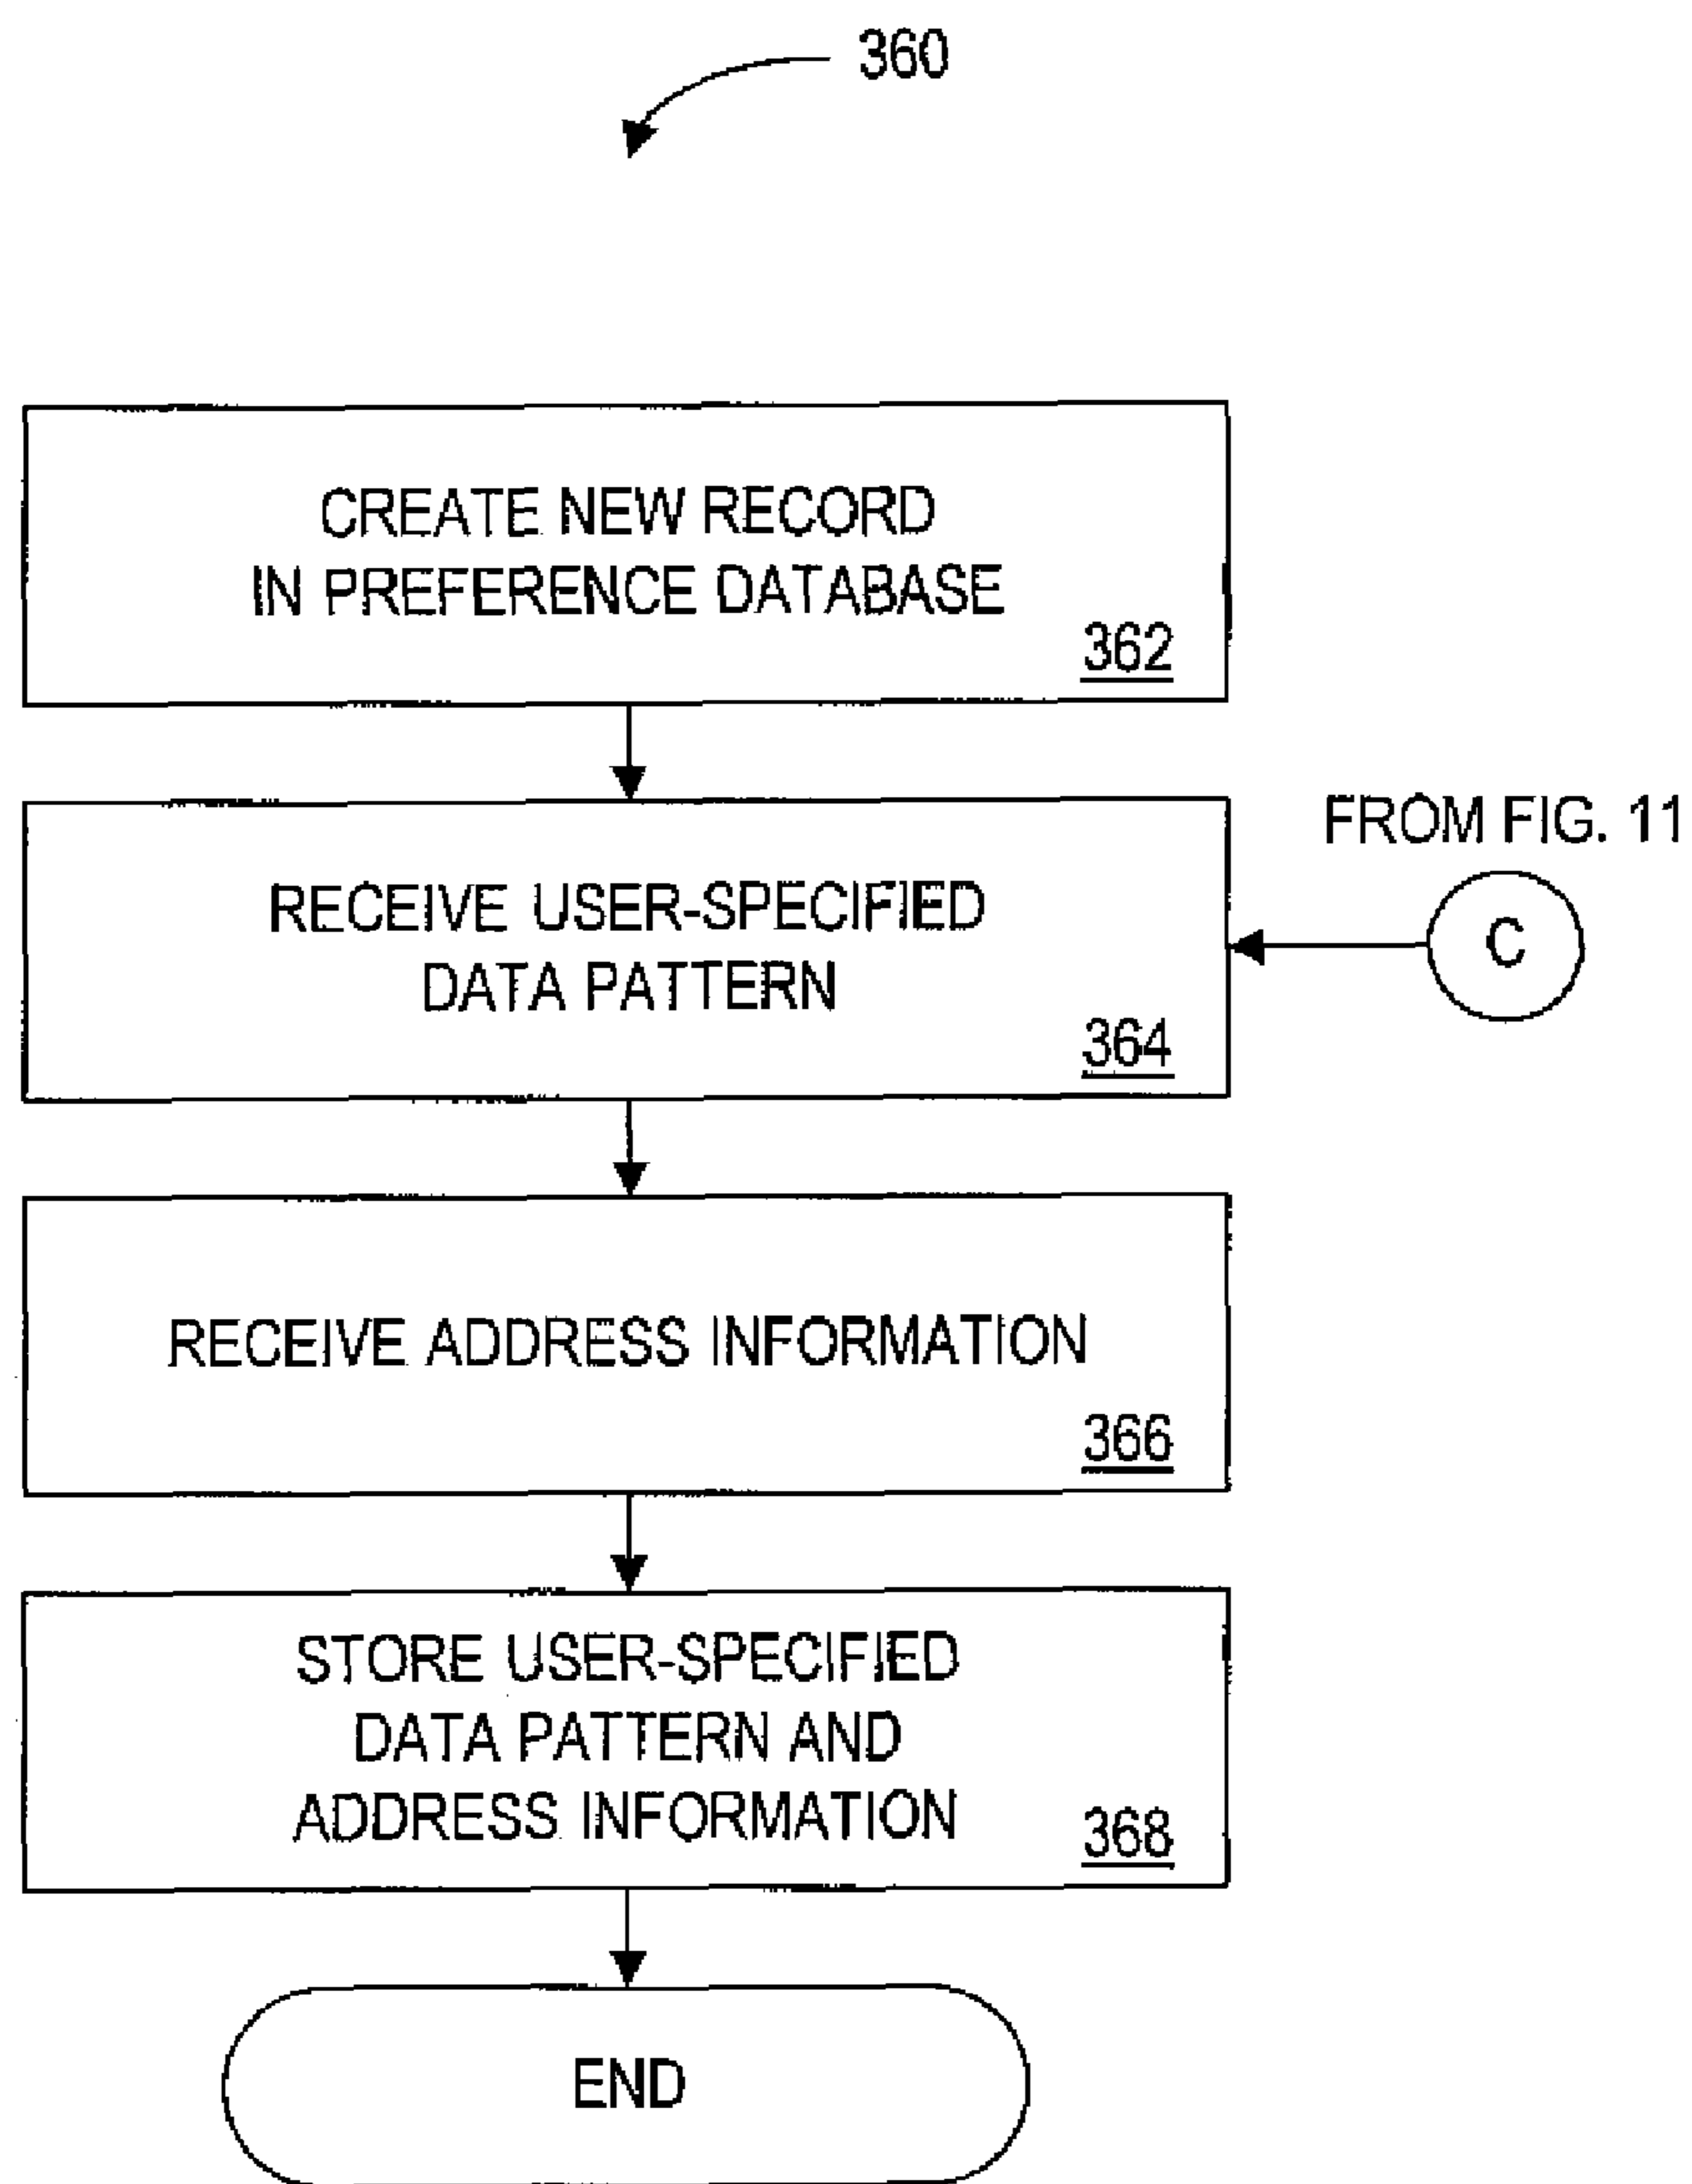 360
CREATE NEW RECORD
IN PREFERENCE DATABASE
362
RECEIVE USER-SPECIFIED
DATA PATTERN
364
FROM FIG. 11
C
RECEIVE ADDRESS INFORMATION
366
STORE USER-SPECIFIED
DATA PATTERN AND
ADDRESS INFORMATION
368
END